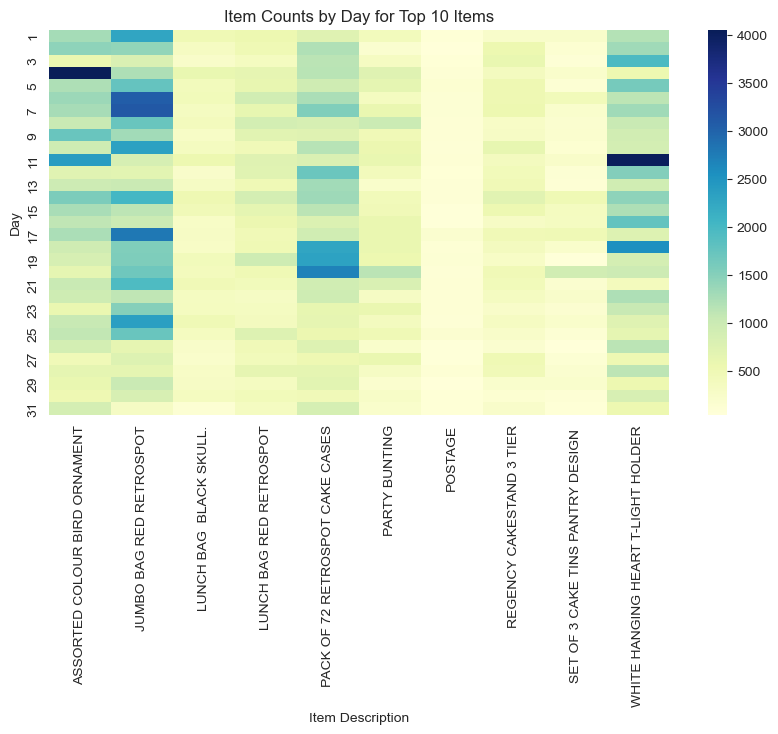 Item Counts by Day for Top 10 Items
Day
1
3
5
7
9
11
13
15
17
19
21
23
25
27
29
31
ASSORTED COLOUR BIRD ORNAMENT
JUMBO BAG RED RETROSPOT
LUNCH BAG  BLACK SKULL.
LUNCH BAG RED RETROSPOT
PACK OF 72 RETROSPOT CAKE CASES
PARTY BUNTING
POSTAGE
REGENCY CAKESTAND 3 TIER
SET OF 3 CAKE TINS PANTRY DESIGN
WHITE HANGING HEART T-LIGHT HOLDER
Item Description
4000
3500
3000
2500
2000
1500
1000
500